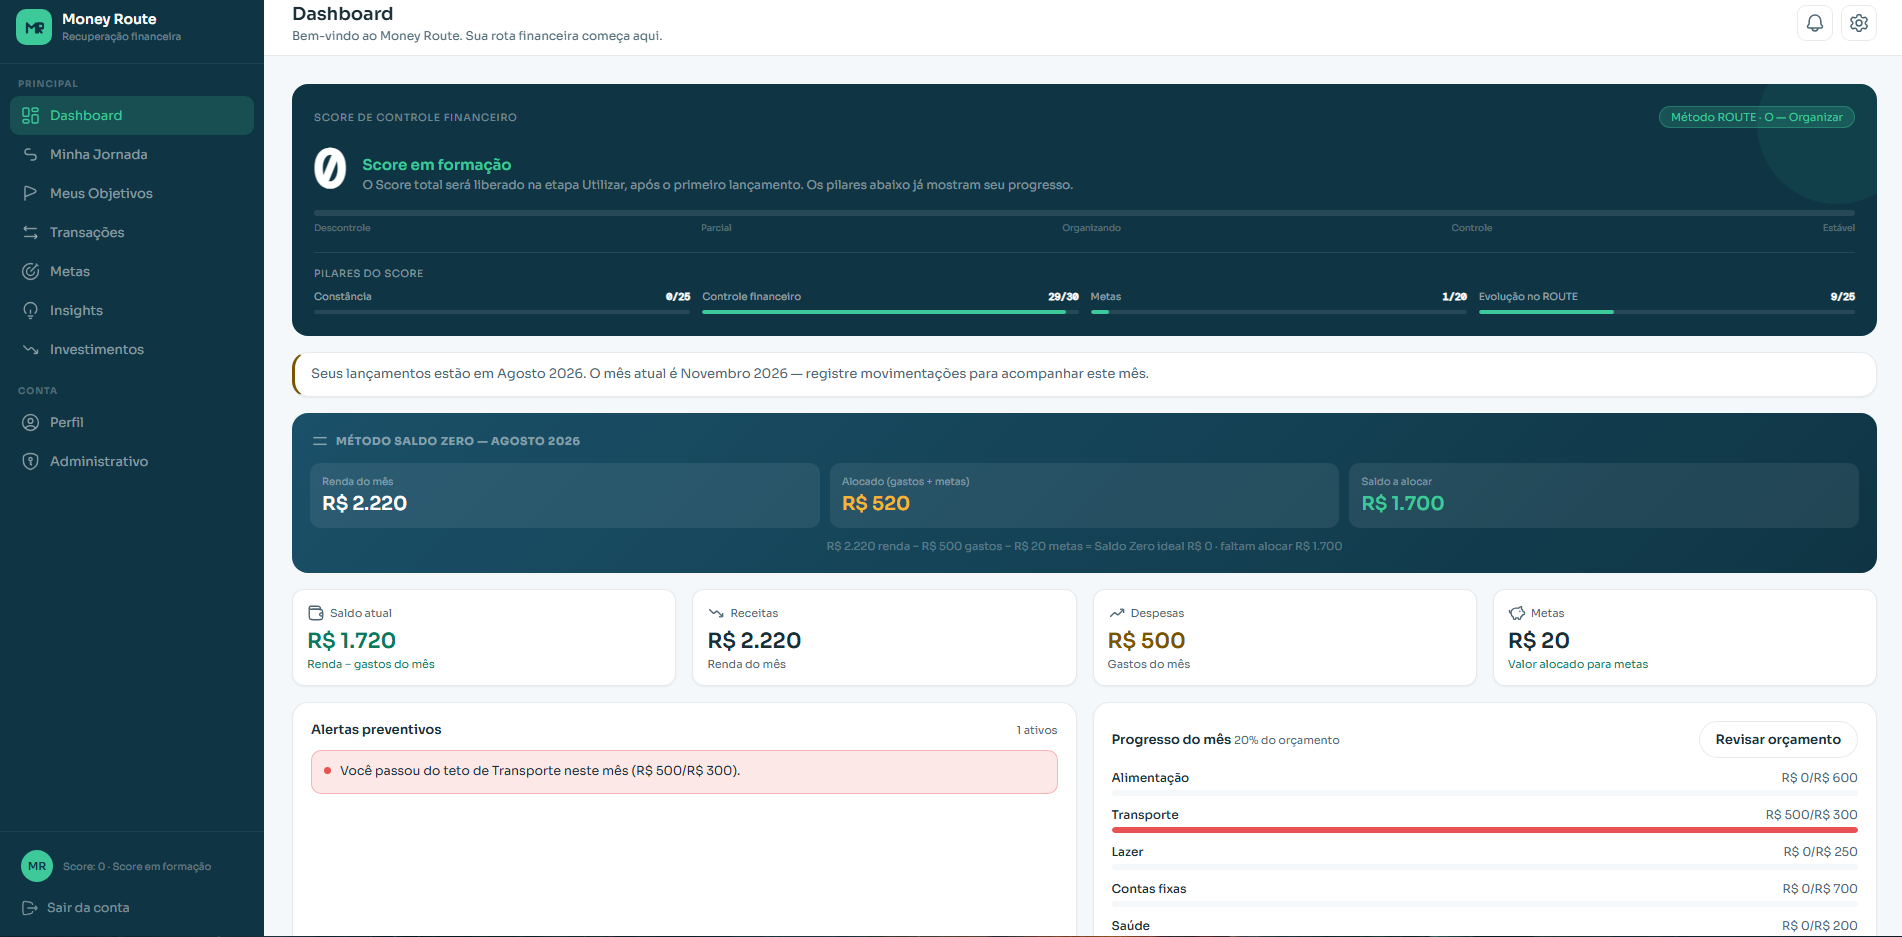 MR
Money Route
Recuperação financeira
PRINCIPAL
Dashboard
Minha Jornada
Meus Objetivos
Transações
Metas
Insights
Investimentos
CONTA
Perfil
Administrativo
MR
Score: 0 · Score em formação
Sair da conta
Dashboard
Bem-vindo ao Money Route. Sua rota financeira começa aqui.
SCORE DE CONTROLE FINANCEIRO
Método ROUTE · O — Organizar
0
Score em formação
O Score total será liberado na etapa Utilizar, após o primeiro lançamento. Os pilares abaixo já mostram seu progresso.
Descontrole Parcial Organizando Controle Estável
PILARES DO SCORE
Constância 0/25 Controle financeiro 29/30 Metas 1/20 Evolução no ROUTE 9/25
Seus lançamentos estão em Agosto 2026. O mês atual é Novembro 2026 — registre movimentações para acompanhar este mês.
MÉTODO SALDO ZERO — AGOSTO 2026
Renda do mês
R$ 2.220
Alocado (gastos + metas)
R$ 520
Saldo a alocar
R$ 1.700
R$ 2.220 renda − R$ 500 gastos − R$ 20 metas = Saldo Zero ideal R$ 0 · faltam alocar R$ 1.700
Saldo atual
R$ 1.720
Renda − gastos do mês
Receitas
R$ 2.220
Renda do mês
Despesas
R$ 500
Gastos do mês
Metas
R$ 20
Valor alocado para metas
Alertas preventivos 1 ativos
Você passou do teto de Transporte neste mês (R$ 500/R$ 300).
Progresso do mês 20% do orçamento
Revisar orçamento
Alimentação R$ 0/R$ 600
Transporte R$ 500/R$ 300
Lazer R$ 0/R$ 250
Contas fixas R$ 0/R$ 700
Saúde R$ 0/R$ 200